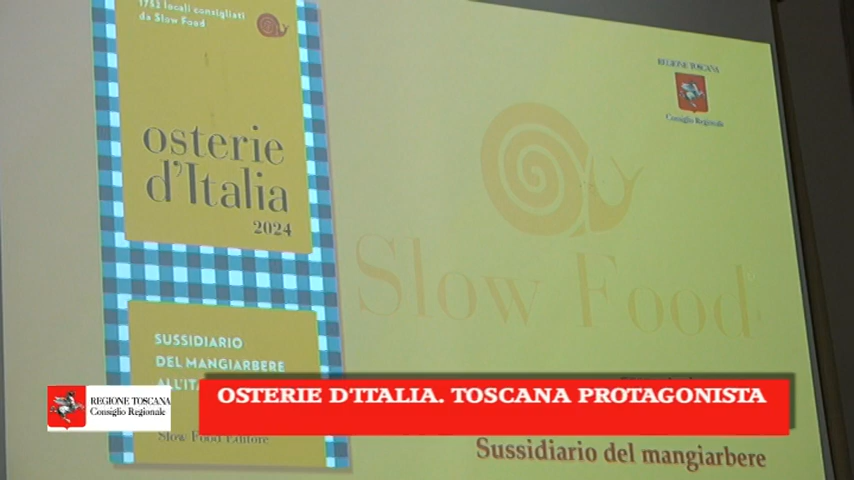 1752 locali consigliati
da Slow Food
osterie
d'Italia
2024
SUSSIDIARIO
DEL MANGIARBERE
Slow Food Editore
REGIONE TOSCANA
Consiglio Regionale
Slow Food
Sussidiario del mangiarbere
REGIONE TOSCANA
Consiglio Regionale
OSTERIE D'ITALIA. TOSCANA PROTAGONISTA